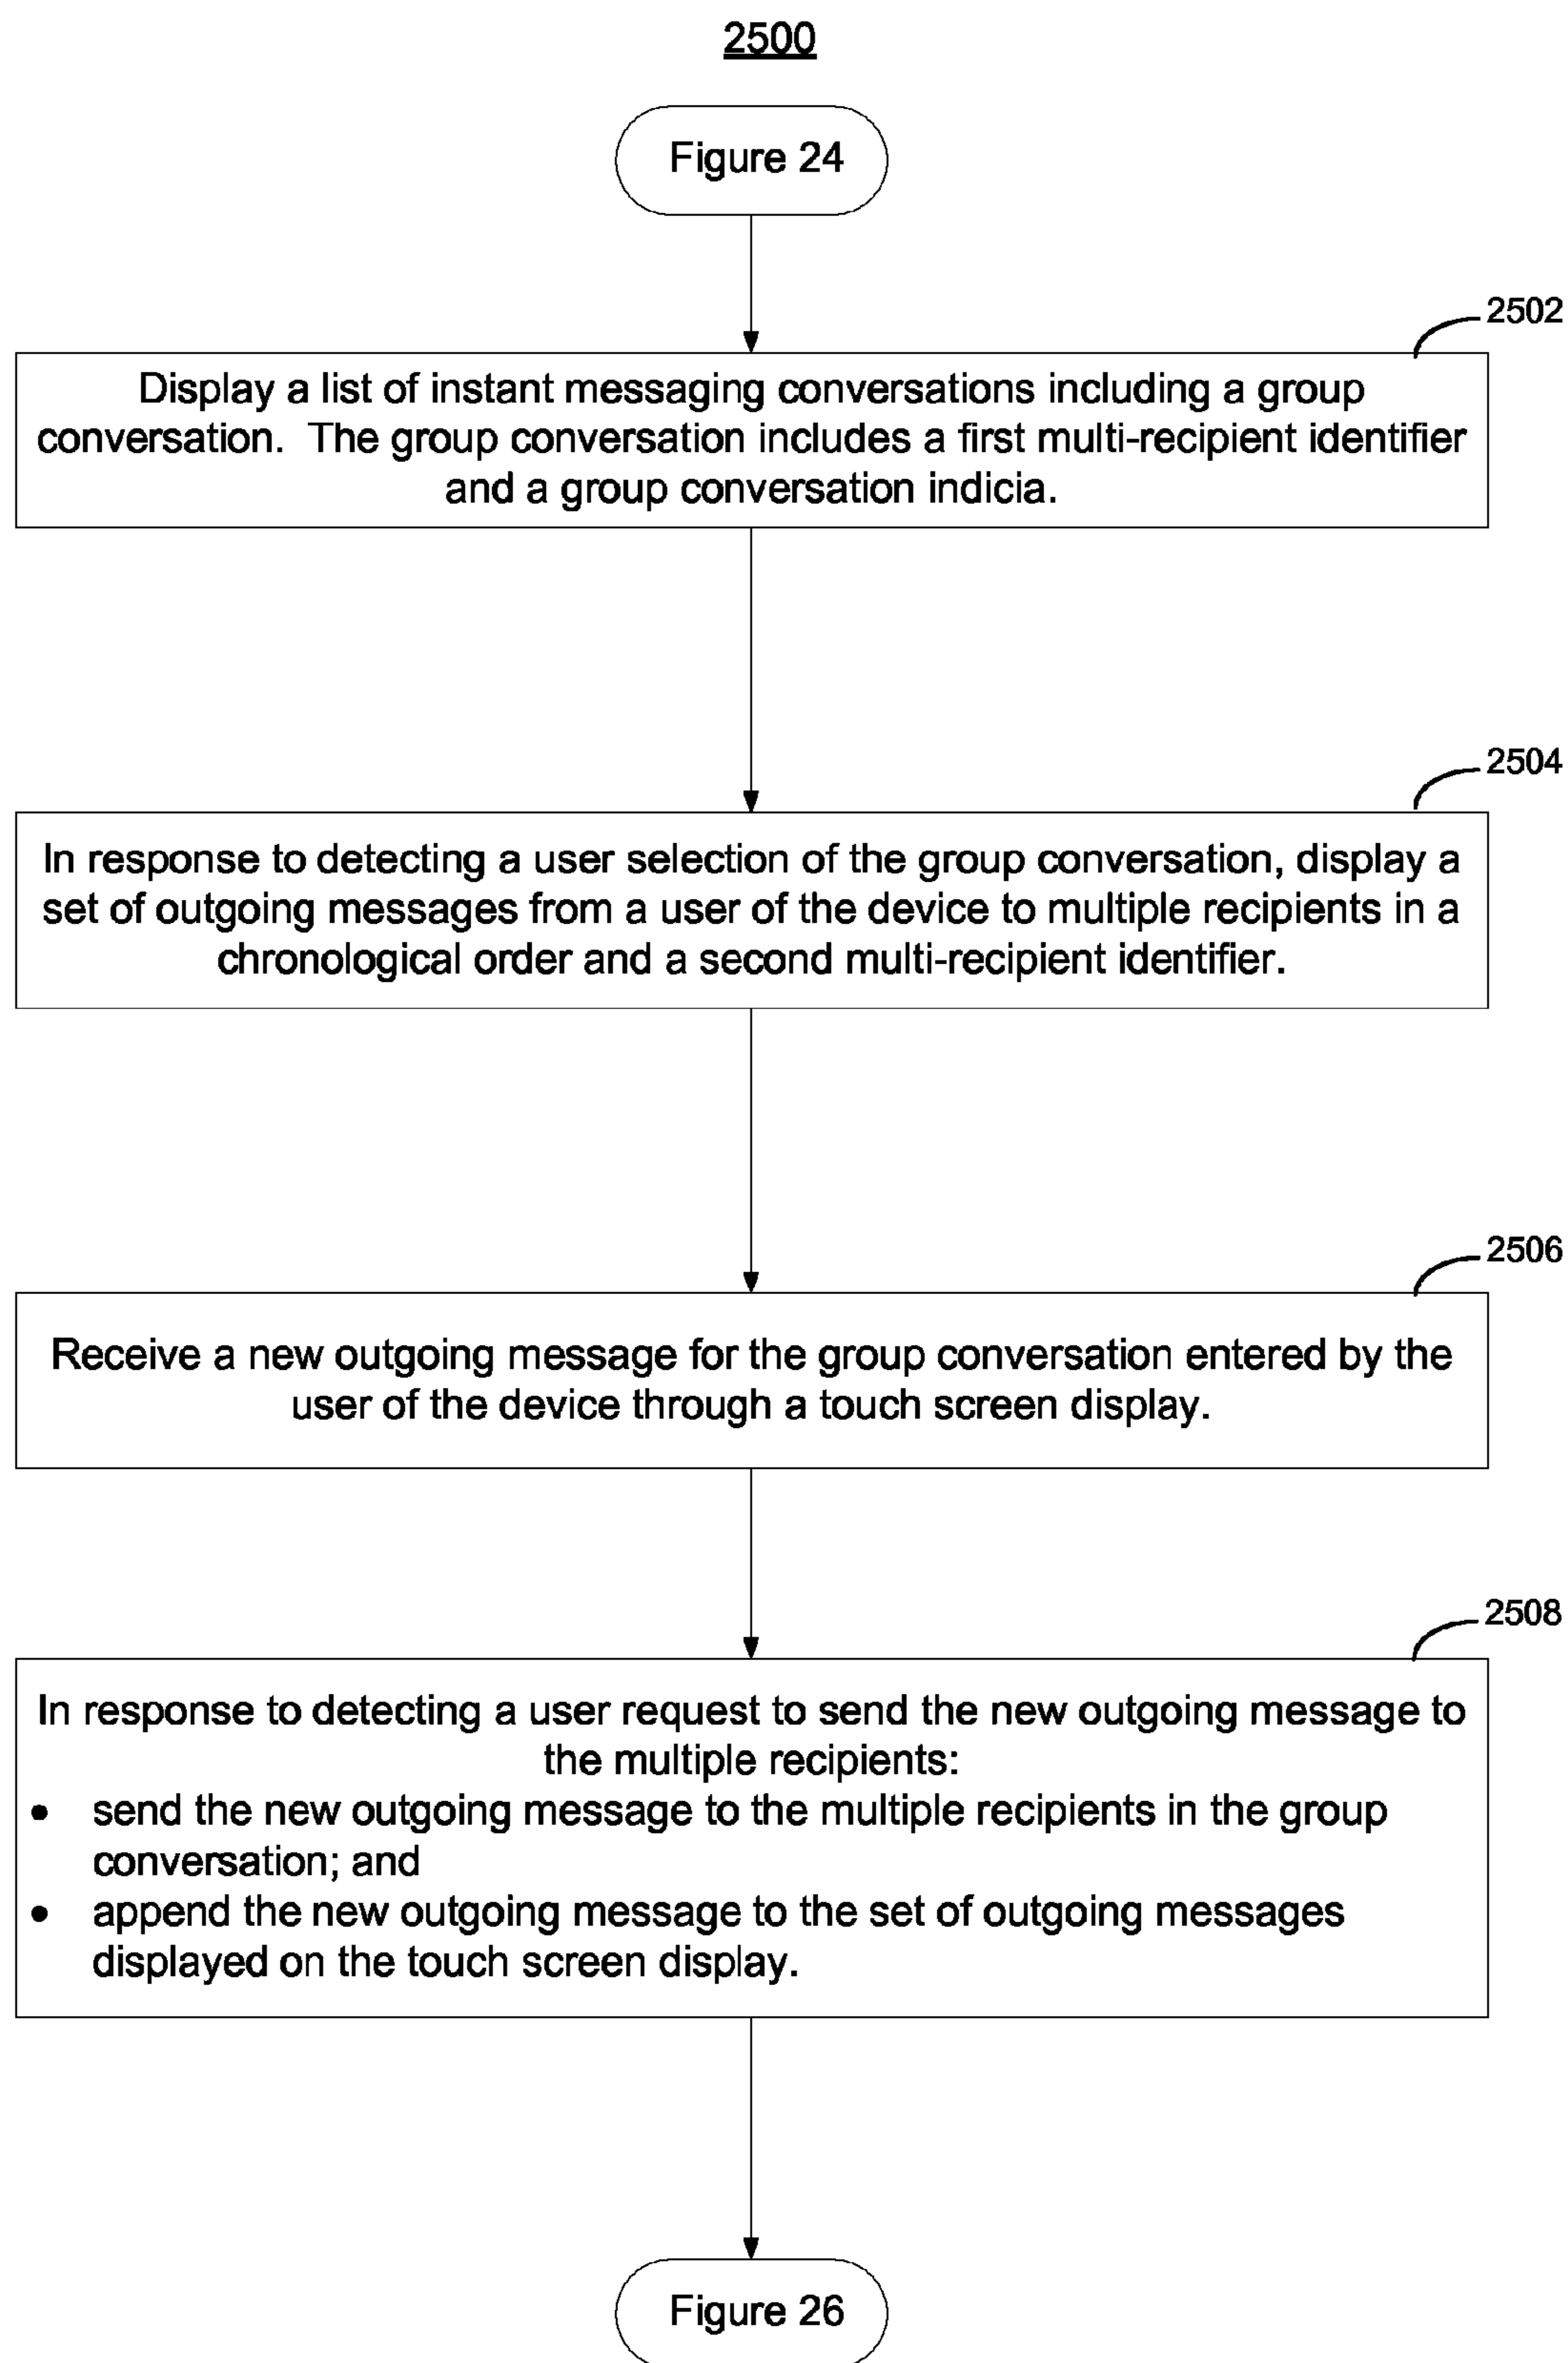 2500
Figure 24
2502
Display a list of instant messaging conversations including a group
conversation.  The group conversation includes a first multi-recipient identifier
and a group conversation indicia.
2504
In response to detecting a user selection of the group conversation, display a
set of outgoing messages from a user of the device to multiple recipients in a
chronological order and a second multi-recipient identifier.
2506
Receive a new outgoing message for the group conversation entered by the
user of the device through a touch screen display.
2508
In response to detecting a user request to send the new outgoing message to
the multiple recipients:
• send the new outgoing message to the multiple recipients in the group
conversation; and
• append the new outgoing message to the set of outgoing messages
displayed on the touch screen display.
Figure 26